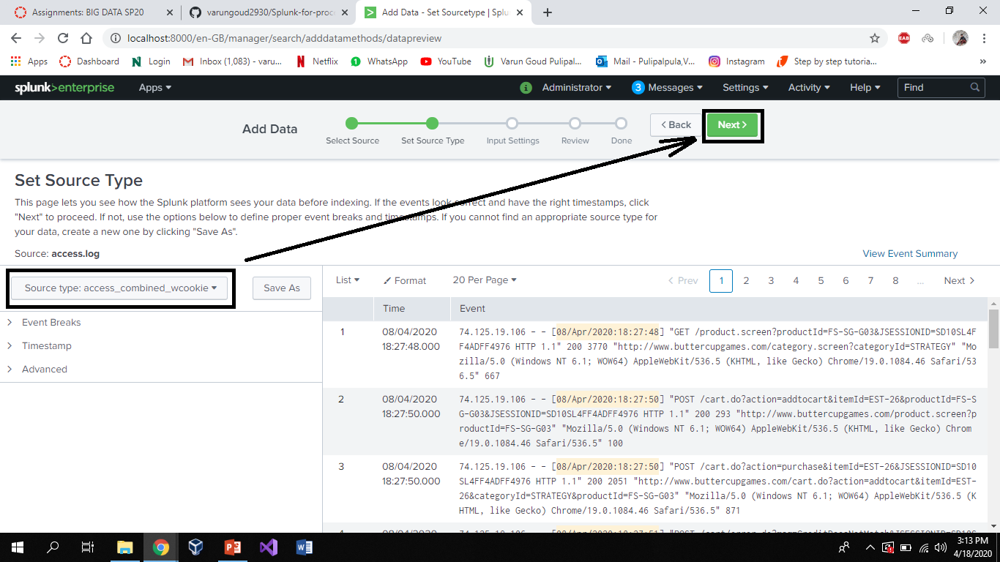 Assignments: BIG DATA SP20
varungoud2930/Splunk-for-proc
Add Data - Set Sourcetype | Splu
localhost:8000/en-GB/manager/search/adddatamethods/datapreview
Apps
Dashboard
Login
Inbox (1,083) - varu...
Netflix
WhatsApp
YouTube
Varun Goud Pulipal...
Mail - Pulipalpula,V...
Instagram
Step by step tutoria...
splunk>enterprise
Apps
Administrator
3 Messages
Settings
Activity
Help
Find
Add Data
Select Source
Set Source Type
Input Settings
Review
Done
< Back
Next >
Set Source Type
This page lets you see how the Splunk platform sees your data before indexing. If the events look correct and have the right timestamps, click
"Next" to proceed. If not, use the options below to define proper event breaks and timestamps. If you cannot find an appropriate source type for
your data, create a new one by clicking "Save As".
Source: access.log
View Event Summary
Source type: access_combined_wcookie
Save As
Event Breaks
Timestamp
Advanced
List
Format
20 Per Page
< Prev 1 2 3 4 5 6 7 8 ... Next >
Time Event
1
08/04/2020
18:27:48.000
74.125.19.106 - - [08/Apr/2020:18:27:48] "GET /product.screen?productId=FS-SG-G03&JSESSIONID=SD10SL4F
F4ADFF4976 HTTP 1.1" 200 3770 "http://www.buttercupgames.com/category.screen?categoryId=STRATEGY" "Mo
zilla/5.0 (Windows NT 6.1; WOW64) AppleWebKit/536.5 (KHTML, like Gecko) Chrome/19.0.1084.46 Safari/53
6.5" 667
2
08/04/2020
18:27:50.000
74.125.19.106 - - [08/Apr/2020:18:27:50] "POST /cart.do?action=addtocart&itemId=EST-26&productId=FS-S
G-G03&JSESSIONID=SD10SL4FF4ADFF4976 HTTP 1.1" 200 293 "http://www.buttercupgames.com/product.screen?p
roductId=FS-SG-G03" "Mozilla/5.0 (Windows NT 6.1; WOW64) AppleWebKit/536.5 (KHTML, like Gecko) Chrom
e/19.0.1084.46 Safari/536.5" 100
3
08/04/2020
18:27:50.000
74.125.19.106 - - [08/Apr/2020:18:27:50] "POST /cart.do?action=purchase&itemId=EST-26&JSESSIONID=SD10
SL4FF4ADFF4976 HTTP 1.1" 200 2051 "http://www.buttercupgames.com/cart.do?action=addtocart&itemId=EST-
26&categoryId=STRATEGY&productId=FS-SG-G03" "Mozilla/5.0 (Windows NT 6.1; WOW64) AppleWebKit/536.5 (K
HTML, like Gecko) Chrome/19.0.1084.46 Safari/536.5" 871
3:13 PM
4/18/2020